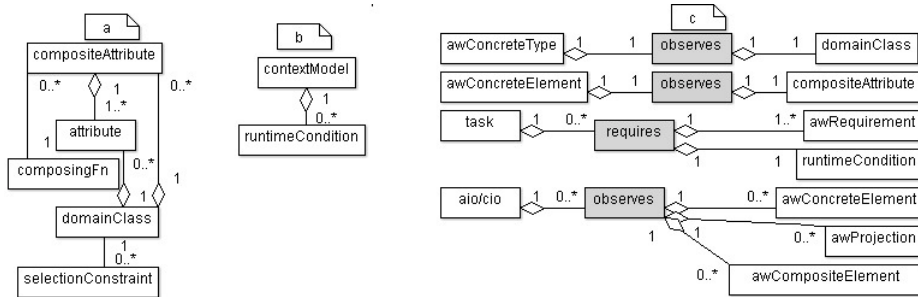 a
compositeAttribute
0..* 1 0..*
1..*
attribute
1 0..*
composingFn 1 1
domainClass
1
0..*
selectionConstraint
b
contextModel
1
0..*
runtimeCondition
c
awConcreteType 1 1 observes 1 1 domainClass
awConcreteElement 1 1 observes 1 1 compositeAttribute
task 1 0..* requires 1 1..* awRequirement
1 1 runtimeCondition
aio/cio 1 0..* observes 1 0..* awConcreteElement
1 1 0..* awProjection
0..* awCompositeElement